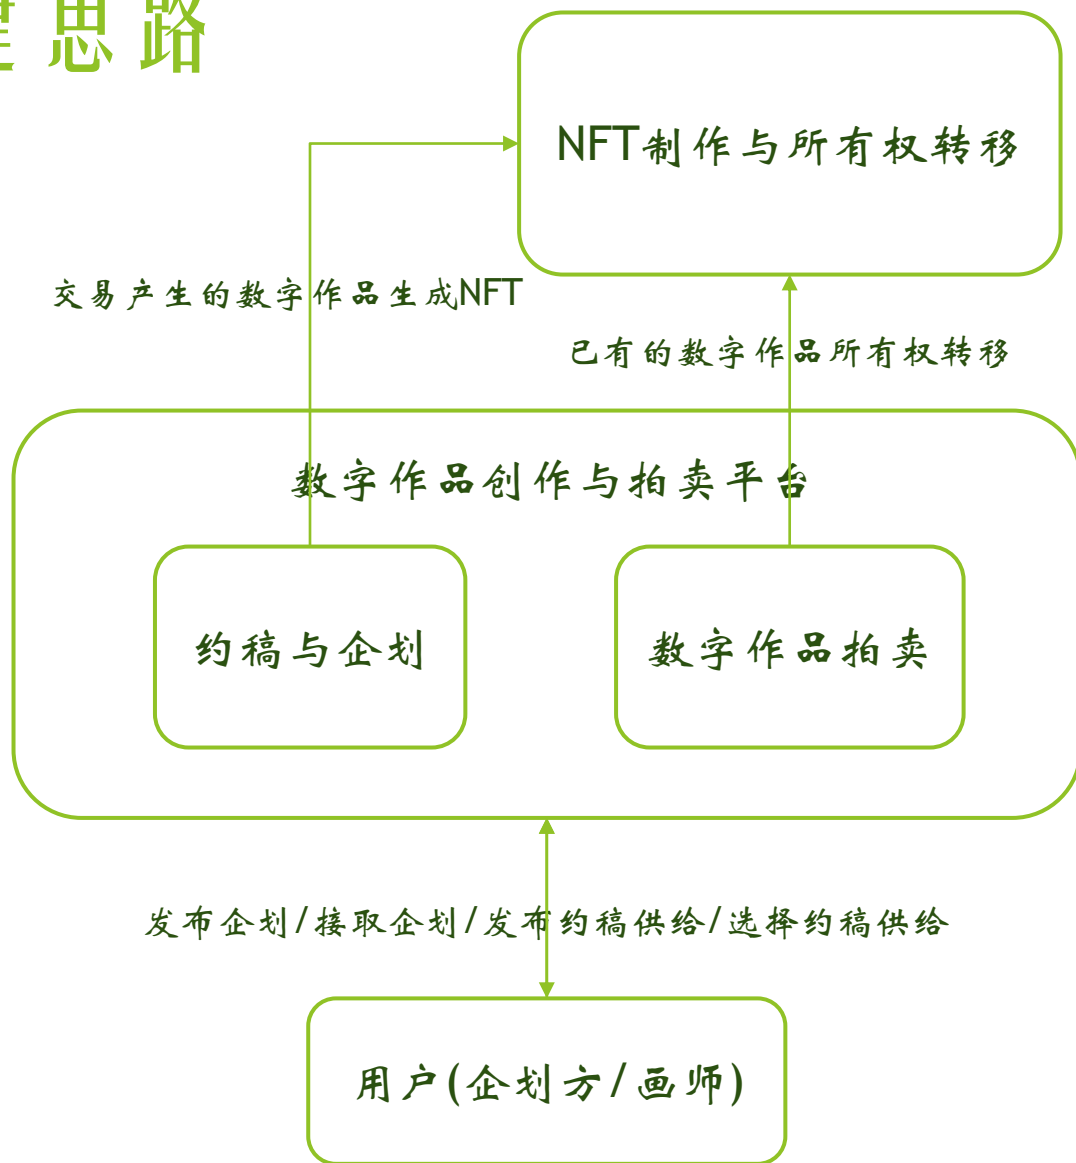 思路
NFT制作与所有权转移
交易产生的数字作品生成NFT
已有的数字作品所有权转移
数字作品创作与拍卖平台
约稿与企划
数字作品拍卖
发布企划/接取企划/发布约稿供给/选择约稿供给
用户(企划方/画师)